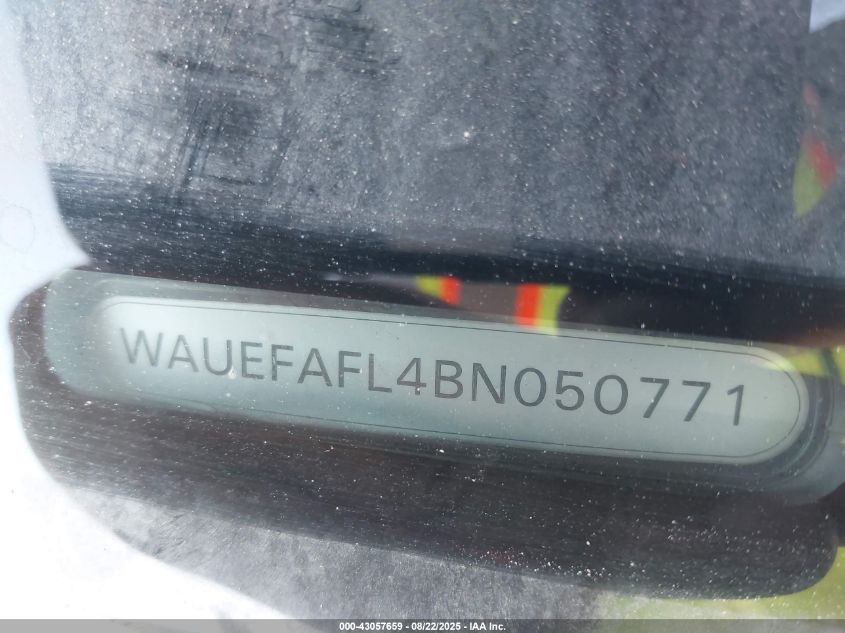 WAUEFAFL4BN050771
000-43057659 - 08/22/2025 - IAA Inc.